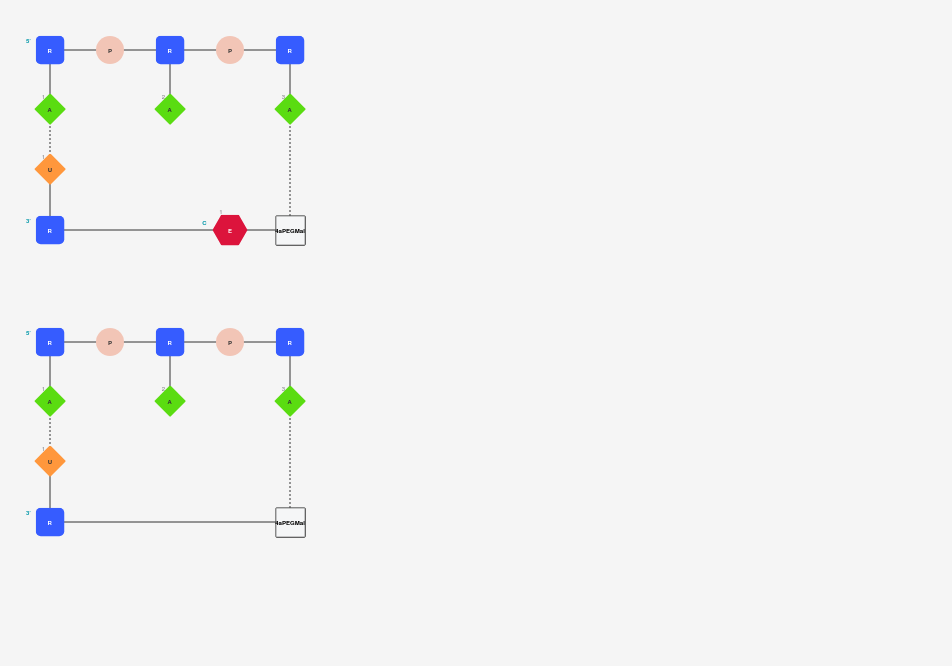 5' R P R P R
1 A 2 A 3 A
1 U
3' R C 1 E 4aPEGMal
5' R P R P R
1 A 2 A 3 A
1 U
3' R 4aPEGMal